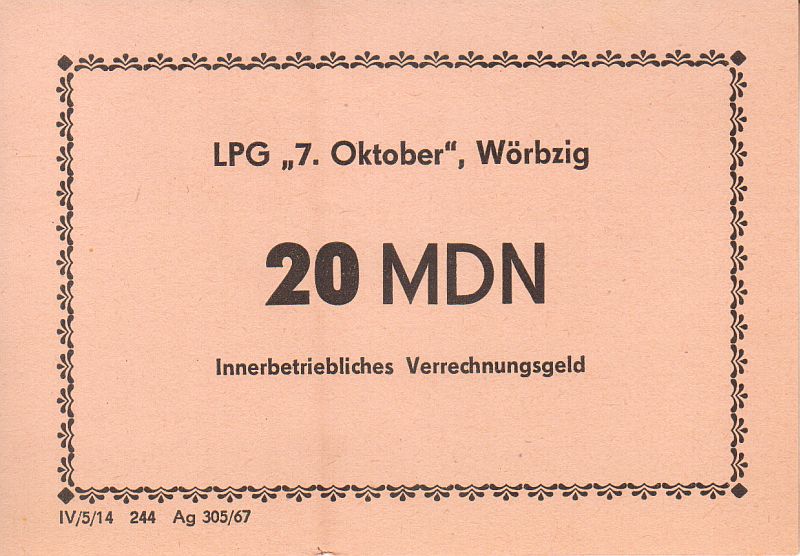 LPG „7. Oktober“, Wörbzig
20 MDN
Innerbetriebliches Verrechnungsgeld
IV/5/14 244 Ag 305/67